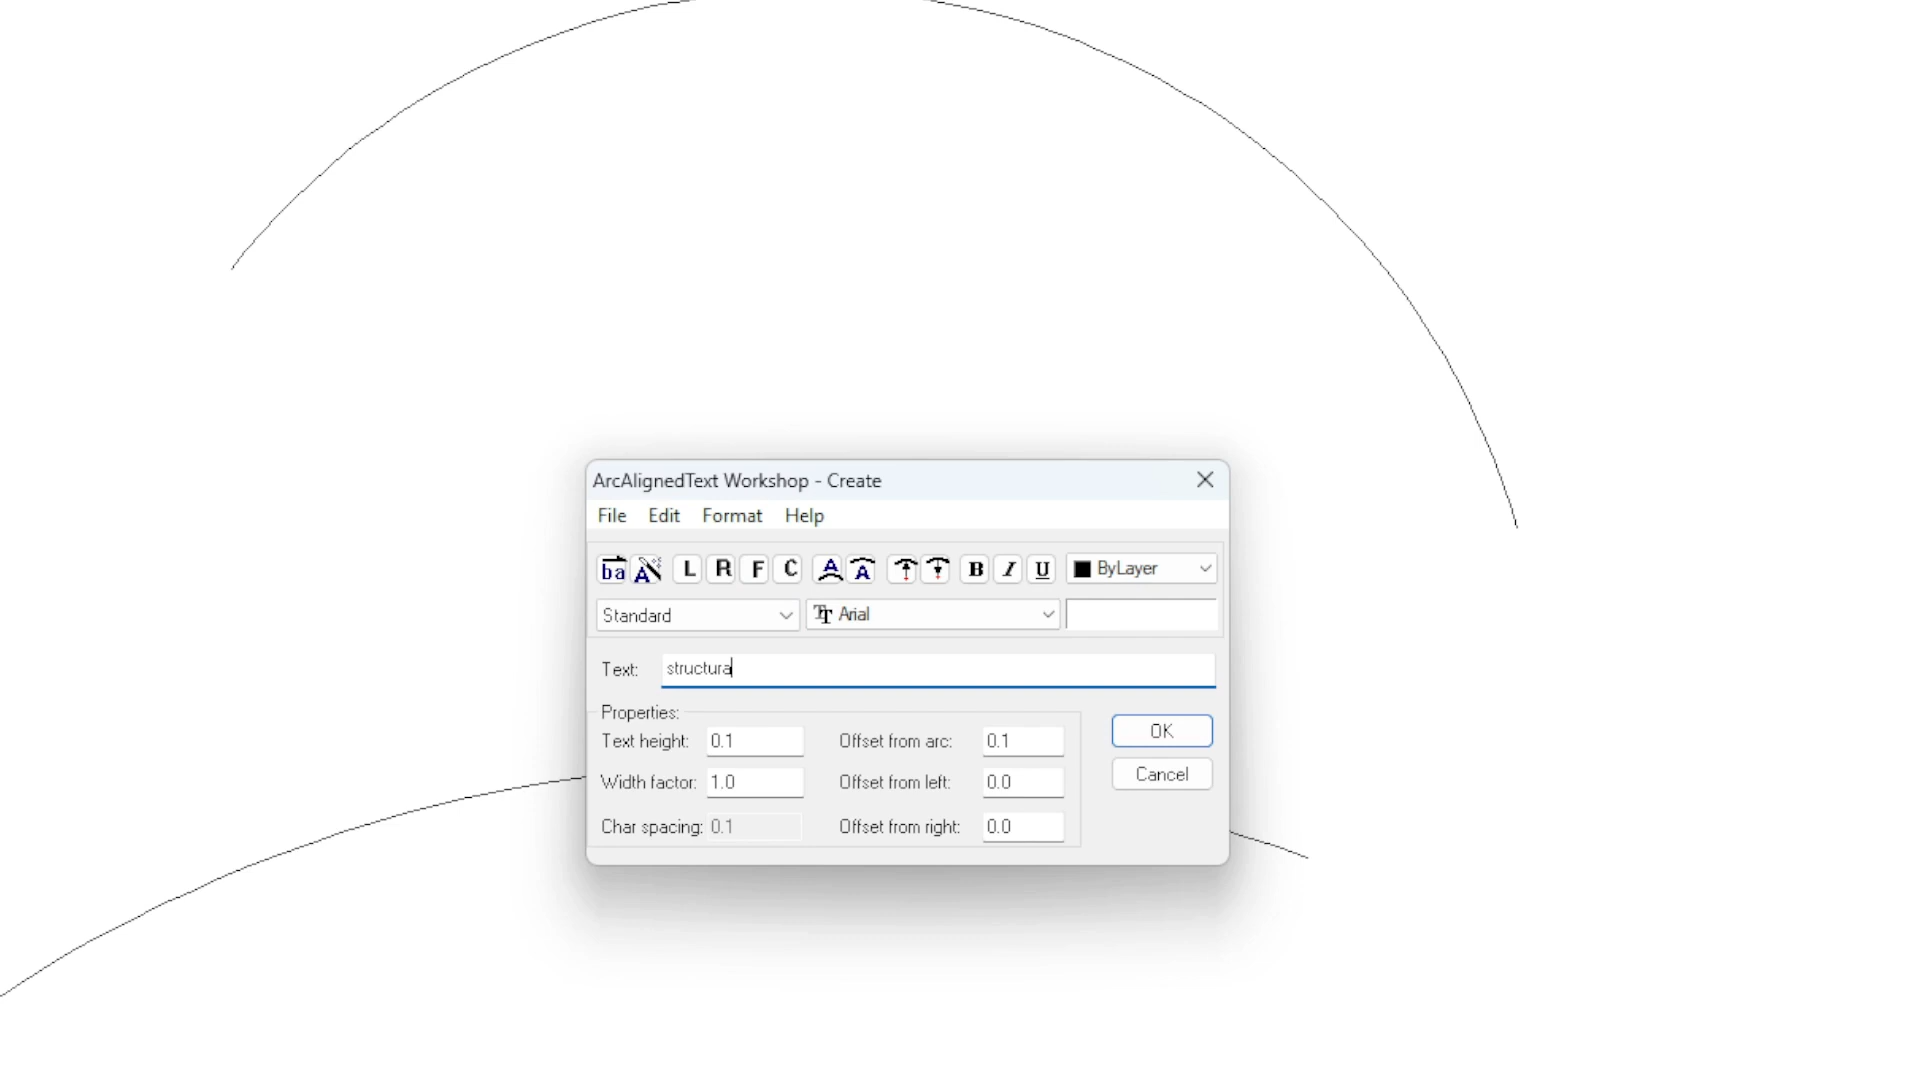 ArcAlignedText Workshop - Create
File Edit Format Help
ba A L R F C A A B I U ByLayer
Standard Arial
Text: structura
Properties:
Text height: 0.1 Offset from arc: 0.1 OK
Width factor: 1.0 Offset from left: 0.0 Cancel
Char spacing: 0.1 Offset from right: 0.0